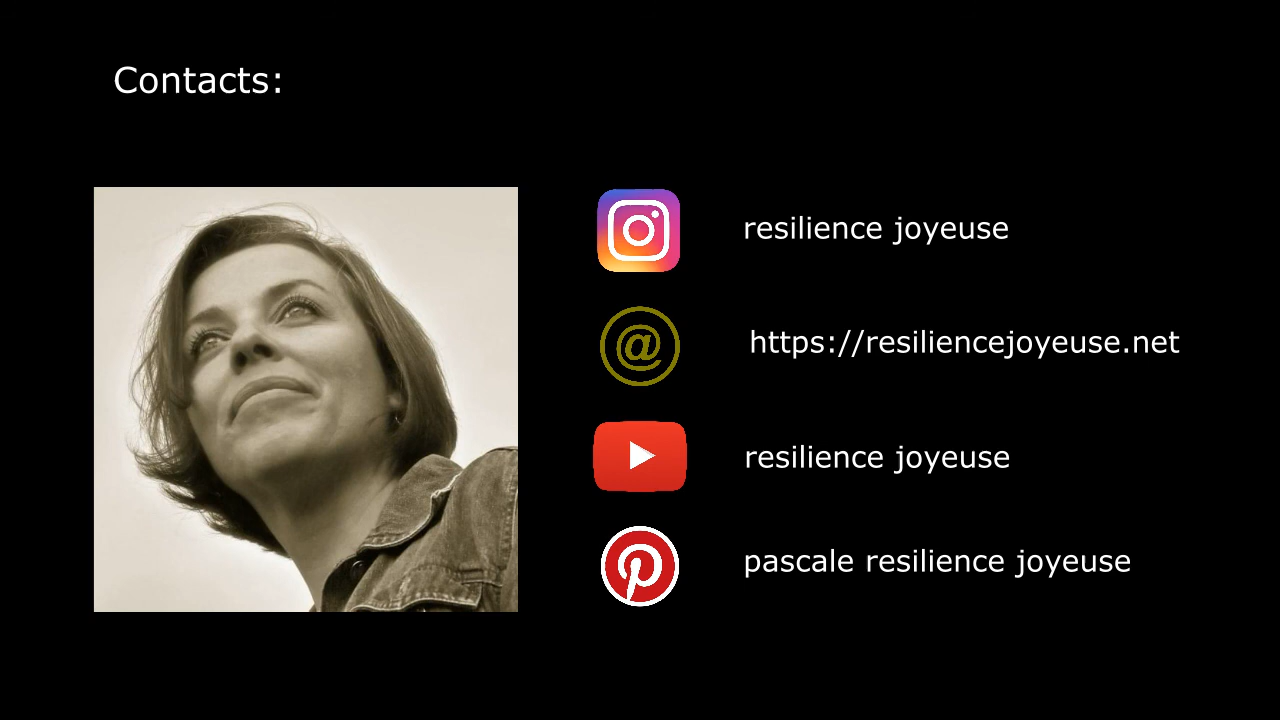 Contacts:
resilience joyeuse
@
https://resiliencejoyeuse.net
resilience joyeuse
pascale resilience joyeuse